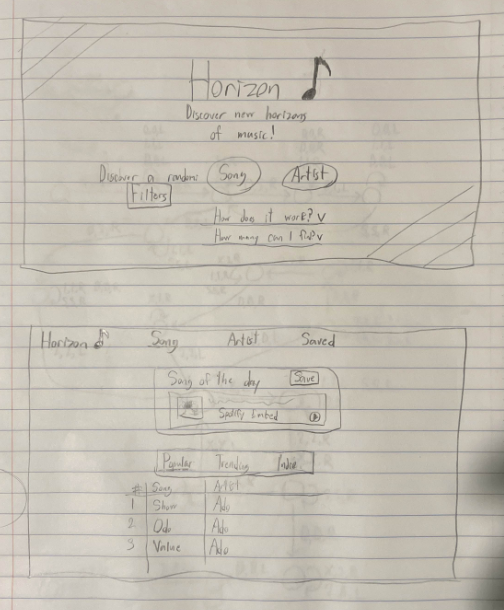 Horizon
Discover new horizons
of music!
Discover a random: Song Artist
Filters
How does it work? v
How many can I find? v
Horizon Song Artist Saved
Song of the day Save
Spotify Embed
Popular Trending Indie
# Song Artist
1 Show Ado
2 Odo Ado
3 Value Ado